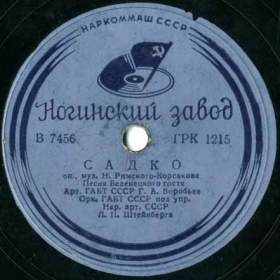 НАРКОММАШ СССР
Ногинский завод
В 7456 ГРК 1215
САДКО
оп. муз. Н. Римского-Корсакова
Песня Веденецкого гостя
Арт. ГАБТ СССР Г. А. Воробьев
Орк. ГАБТ СССР под упр.
Нар. арт. СССР
Л. П. Штейнберга